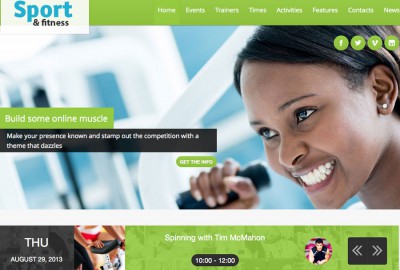 Sport
& fitness
Home Events Trainers Times Activities Features Contacts News
Build some online muscle
Make your presence known and stamp out the competition with a
theme that dazzles
GET THE INFO
THU
AUGUST 29, 2013
Spinning with Tim McMahon
10:00 - 12:00